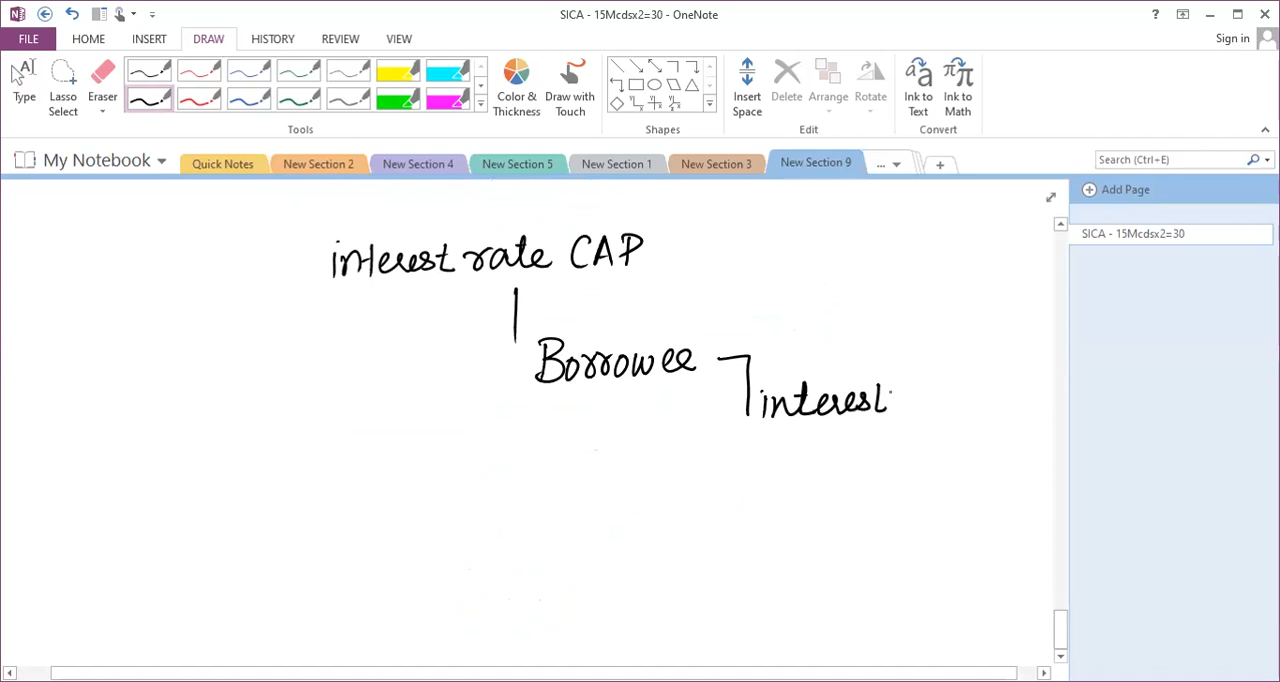 SICA - 15Mcdsx2=30 - OneNote
Sign in
FILE HOME INSERT DRAW HISTORY REVIEW VIEW
Type Lasso Select Eraser Color & Thickness Draw with Touch Insert Space Delete Arrange Rotate Ink to Text Ink to Math
Tools Shapes Edit Convert
My Notebook Quick Notes New Section 2 New Section 4 New Section 5 New Section 1 New Section 3 New Section 9 ... Search (Ctrl+E)
Add Page
SICA - 15Mcdsx2=30
interest rate CAP
Borrowee
interest